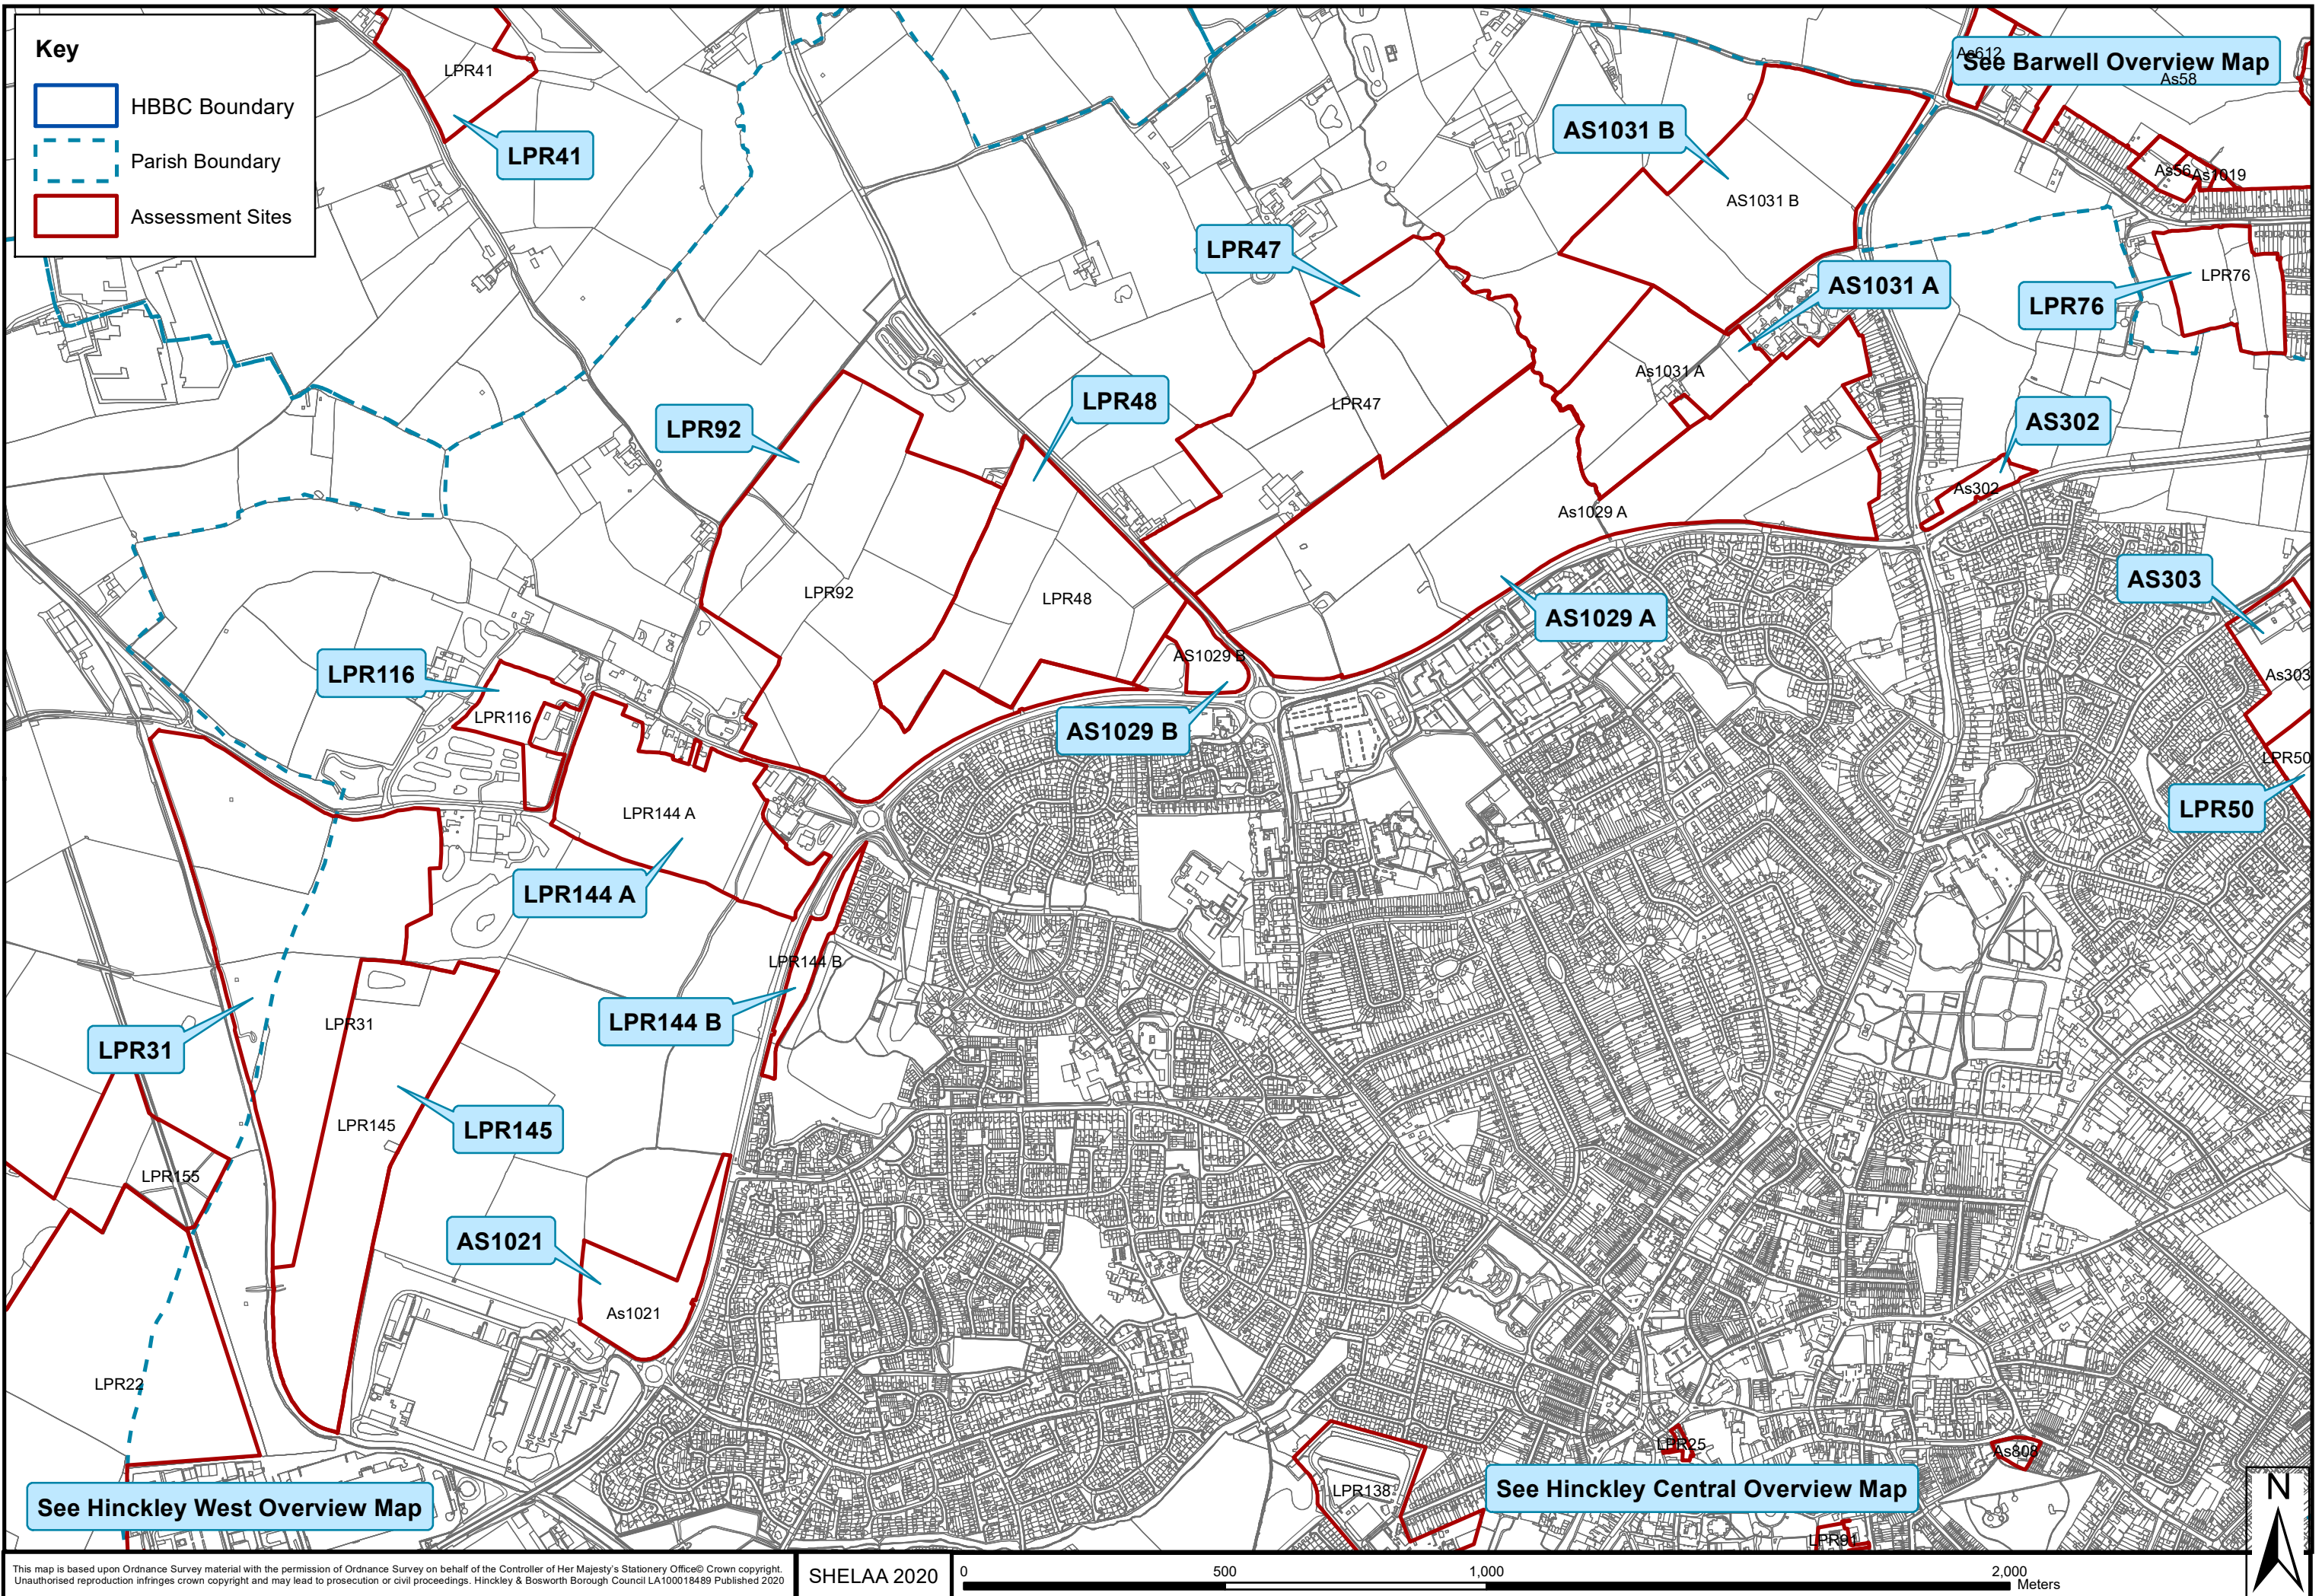 Key
HBBC Boundary
Parish Boundary
Assessment Sites
LPR41
LPR41
As612
See Barwell Overview Map
As58
AS1031 B
AS1031 B
As56
As1019
LPR47
LPR47
AS1031 A
As1031 A
LPR76
LPR76
LPR92
LPR92
LPR48
LPR48
AS302
As302
As1029 A
AS1029 A
AS303
As303
AS1029 B
AS1029 B
LPR116
LPR116
LPR50
LPR50
LPR144 A
LPR144 A
LPR144 B
LPR144 B
LPR31
LPR31
LPR145
LPR145
LPR155
AS1021
As1021
LPR22
LPR25
As808
LPR138
LPR91
See Hinckley West Overview Map
See Hinckley Central Overview Map
N
This map is based upon Ordnance Survey material with the permission of Ordnance Survey on behalf of the Controller of Her Majesty's Stationery Office© Crown copyright.
Unauthorised reproduction infringes crown copyright and may lead to prosecution or civil proceedings. Hinckley & Bosworth Borough Council LA100018489 Published 2020
SHELAA 2020
0 500 1,000 2,000
Meters